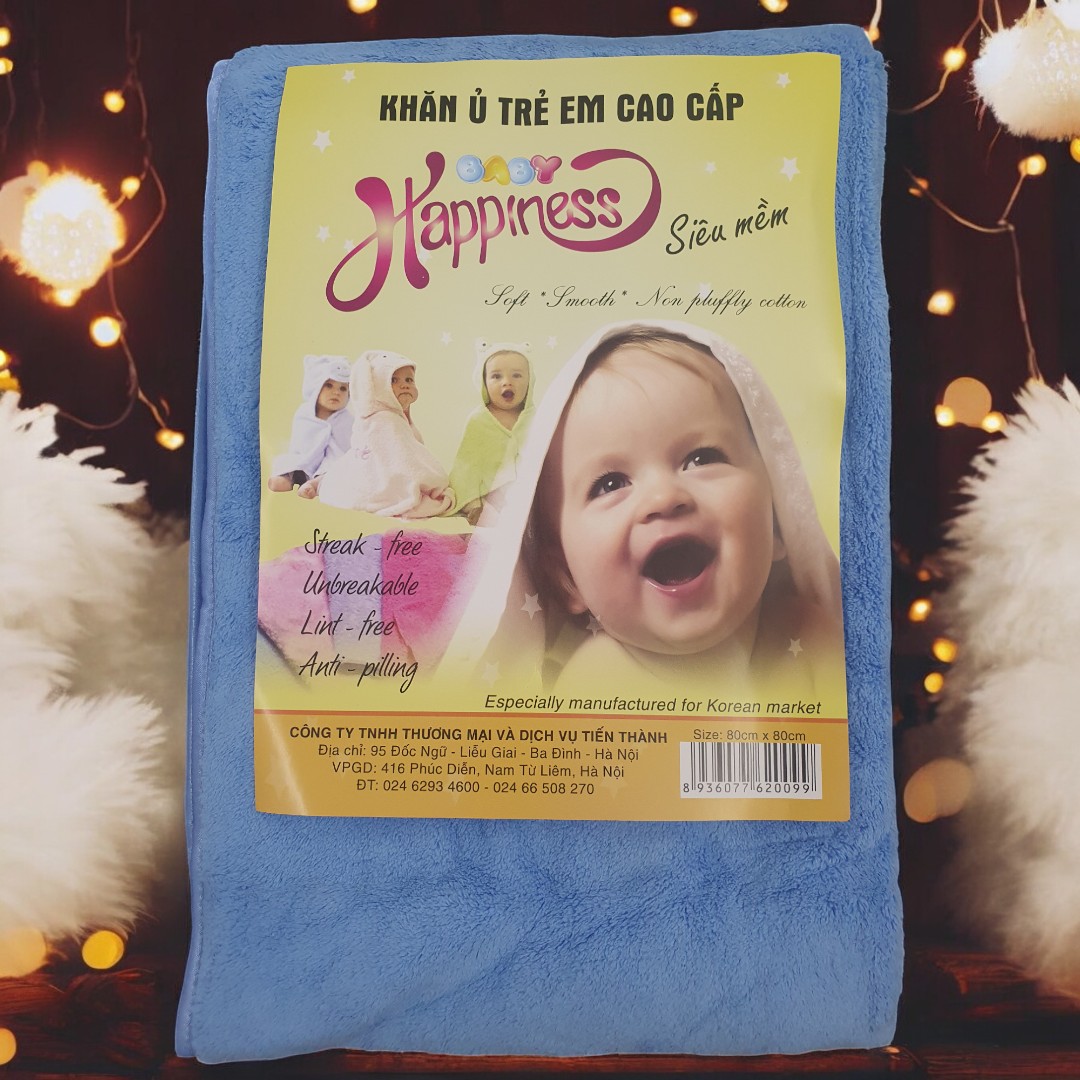 KHĂN Ủ TRẺ EM CAO CẤP
BABY
Happiness
Siêu mềm
Soft * Smooth * Non pluffly cotton
Streak - free
Unbreakable
Lint - free
Anti - pilling
Especially manufactured for Korean market
CÔNG TY TNHH THƯƠNG MẠI VÀ DỊCH VỤ TIẾN THÀNH
Địa chỉ: 95 Đốc Ngữ - Liễu Giai - Ba Đình - Hà Nội
VPGD: 416 Phúc Diễn, Nam Từ Liêm, Hà Nội
ĐT: 024 6293 4600 - 024 66 508 270
Size: 80cm x 80cm
8 936077 620099